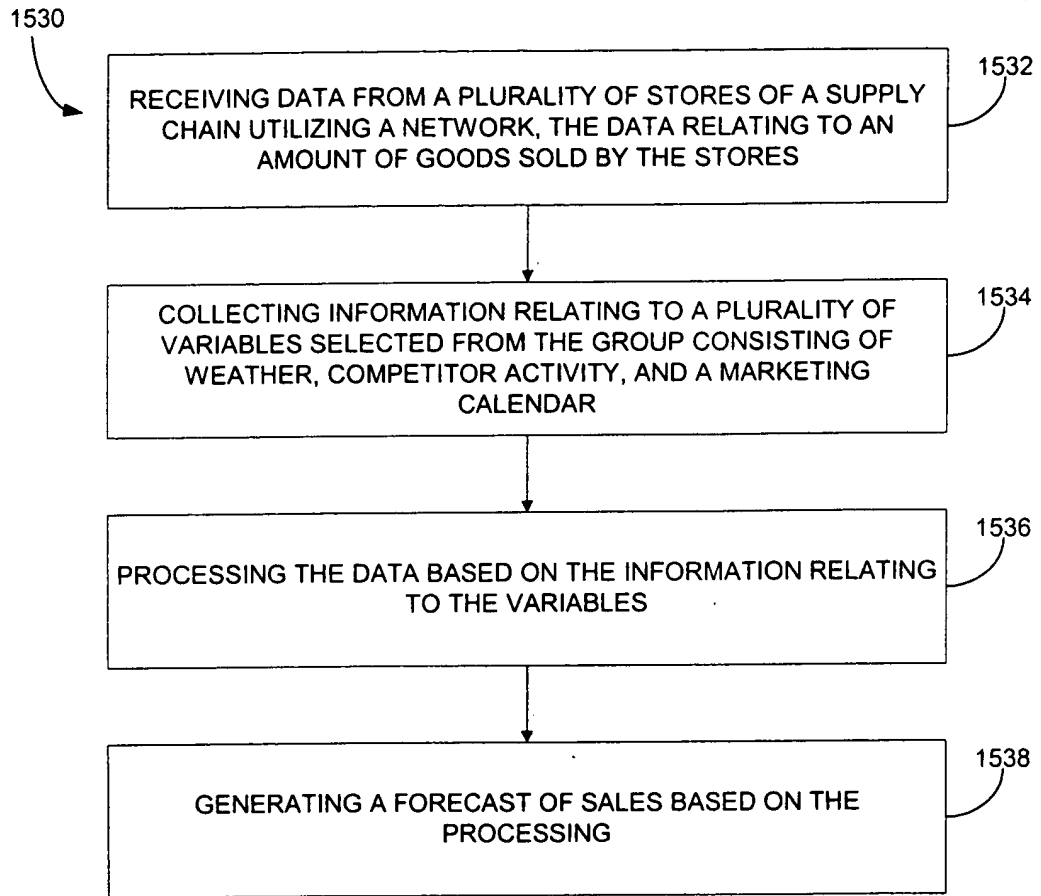 1530
1532
RECEIVING DATA FROM A PLURALITY OF STORES OF A SUPPLY
CHAIN UTILIZING A NETWORK, THE DATA RELATING TO AN
AMOUNT OF GOODS SOLD BY THE STORES
1534
COLLECTING INFORMATION RELATING TO A PLURALITY OF
VARIABLES SELECTED FROM THE GROUP CONSISTING OF
WEATHER, COMPETITOR ACTIVITY, AND A MARKETING
CALENDAR
1536
PROCESSING THE DATA BASED ON THE INFORMATION RELATING
TO THE VARIABLES
1538
GENERATING A FORECAST OF SALES BASED ON THE
PROCESSING